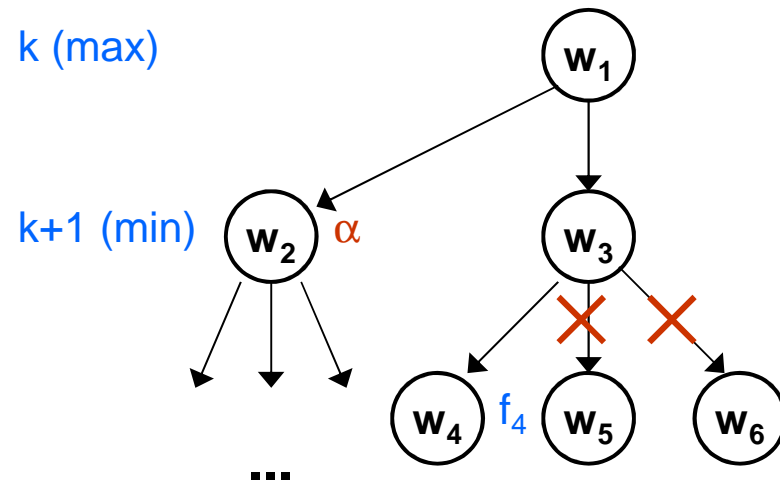 k (max)
w₁
k+1 (min)
w₂
α
w₃
w₄
f₄
w₅
w₆
...